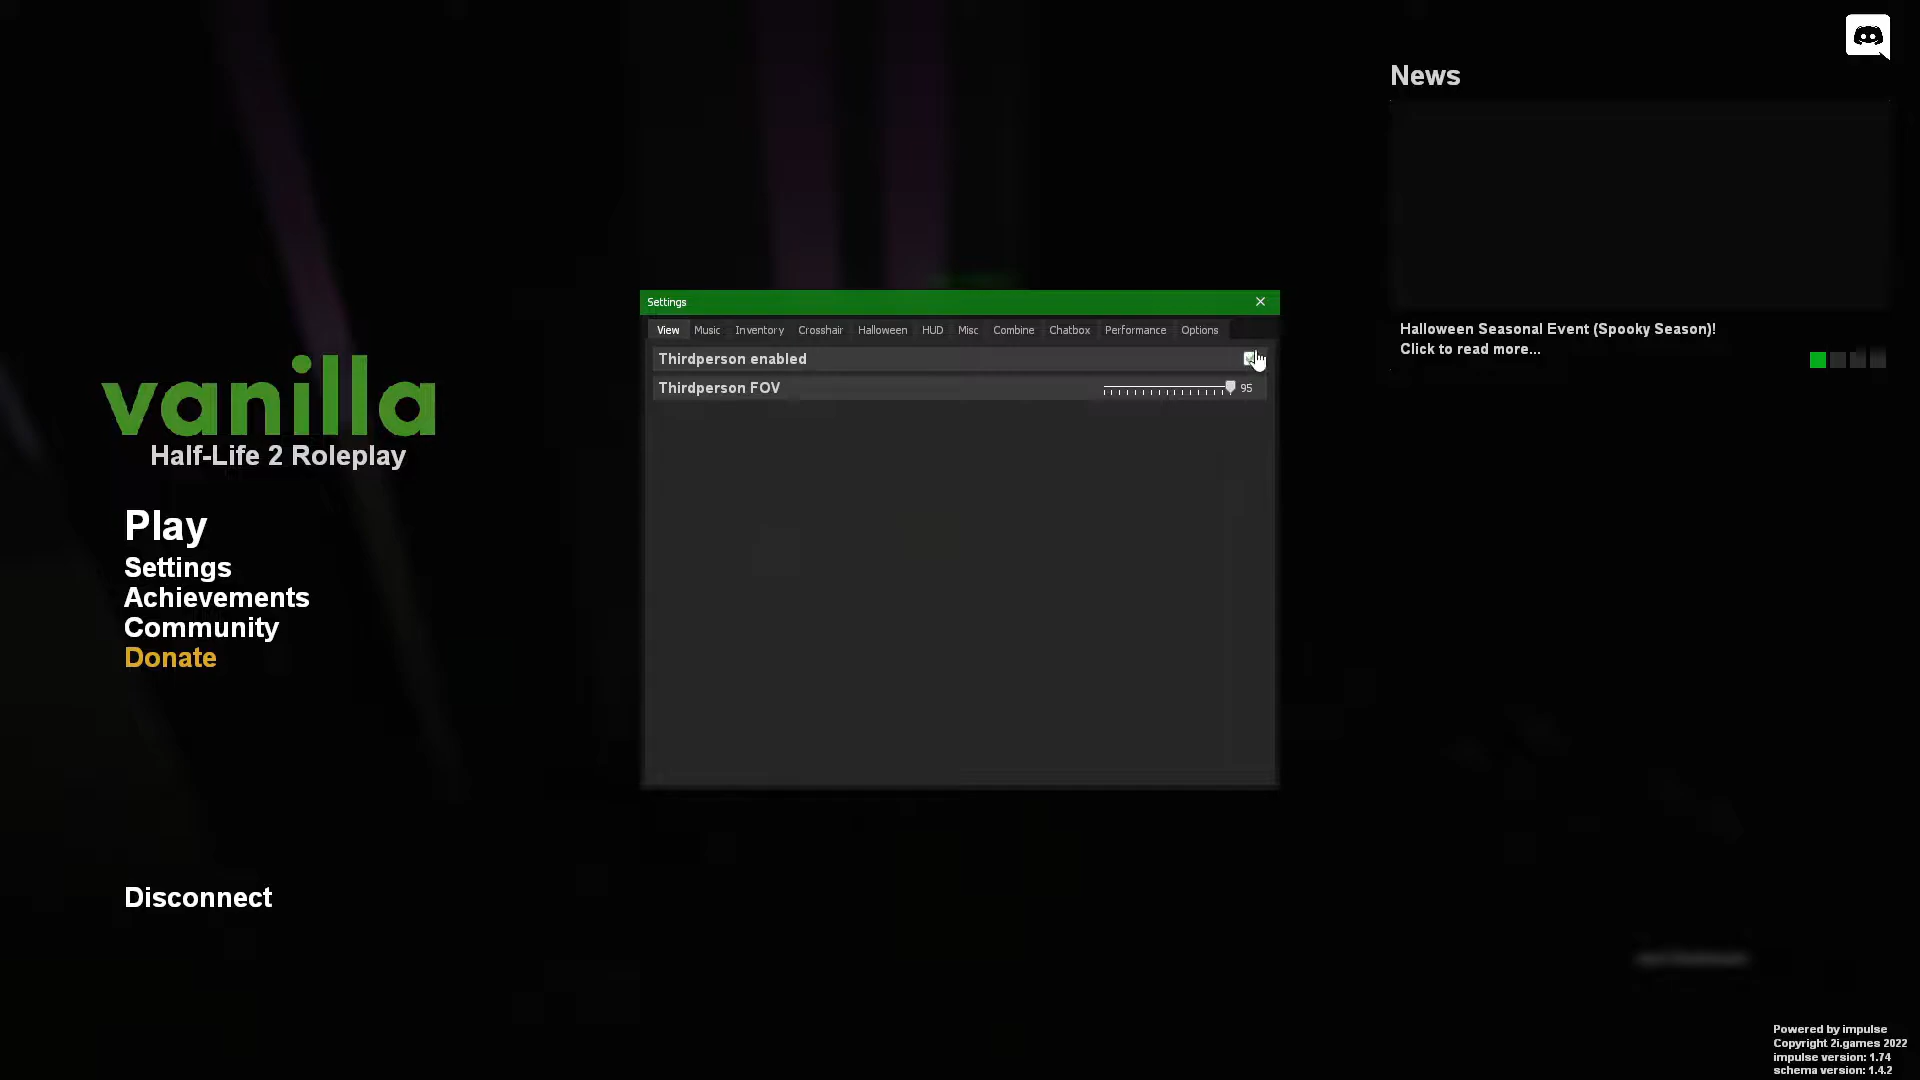 News
Settings
View Music Inventory Crosshair Halloween HUD Misc Combine Chatbox Performance Options
Thirdperson enabled
Thirdperson FOV 95
Halloween Seasonal Event (Spooky Season)!
Click to read more...
vanilla
Half-Life 2 Roleplay
Play
Settings
Achievements
Community
Donate
Disconnect
Powered by impulse
Copyright 2i.games 2022
impulse version: 1.74
schema version: 1.4.2